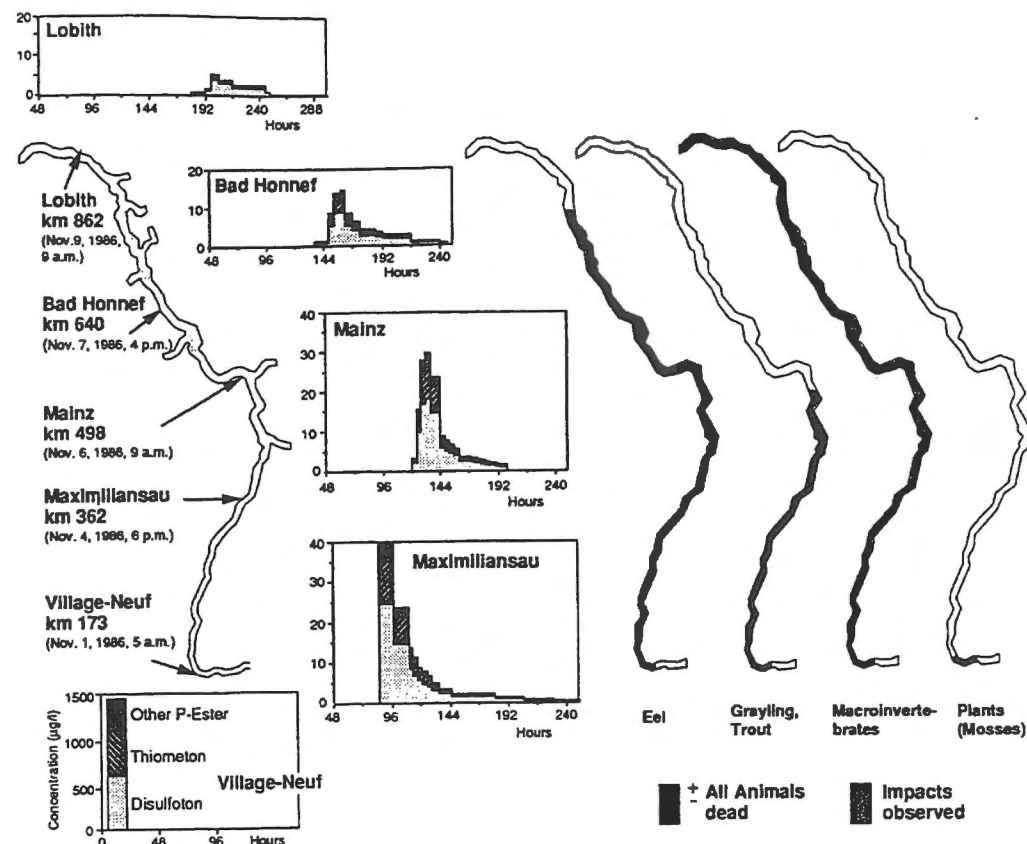 20
Lobith
10
0
48 96 144 192 240 288
Hours
Lobith
km 862
(Nov.9, 1986,
9 a.m.)
20
Bad Honnef
10
0
48 96 144 192 240
Hours
Bad Honnef
km 640
(Nov. 7, 1986, 4 p.m.)
40
Mainz
30
20
10
0
48 96 144 192 240
Hours
Mainz
km 498
(Nov. 6, 1986, 9 a.m.)
Maximiliansau
km 362
(Nov. 4, 1986, 6 p.m.)
40
Maximiliansau
30
20
10
0
48 96 144 192 240
Hours
Village-Neuf
km 173
(Nov. 1, 1986, 5 a.m.)
Concentration (µg/l)
1500
Other P-Ester
1000
Thiometon
Village-Neuf
500
Disulfoton
0
0 48 96 Hours
Eel
Grayling,
Trout
Macroinverte-
brates
Plants
(Mosses)
+
- All Animals
dead
Impacts
observed